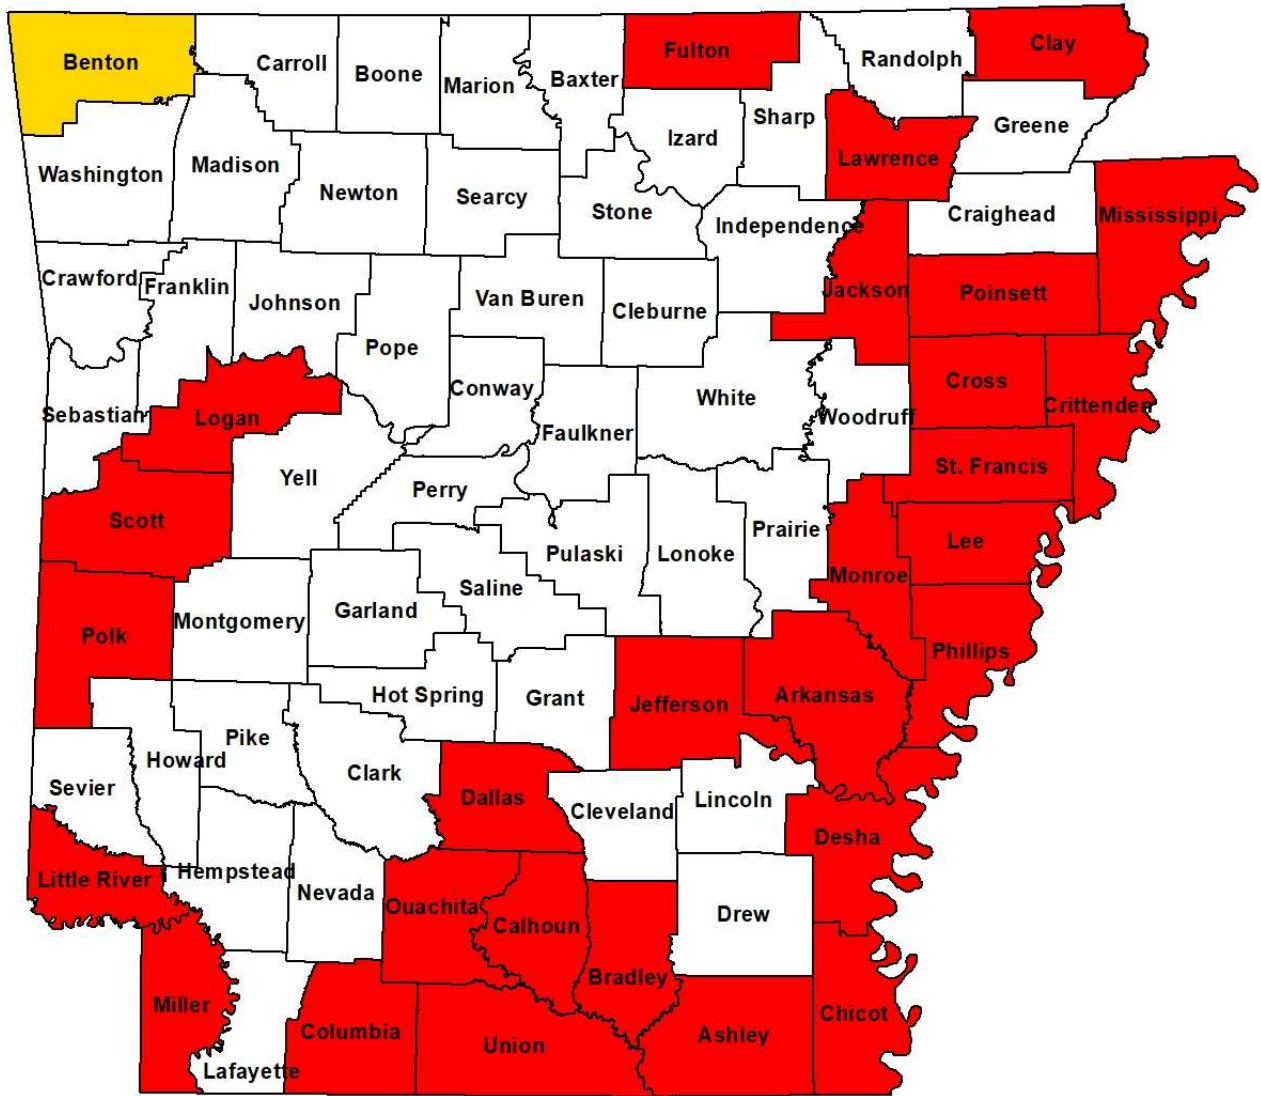 Benton
Carroll
Boone
Marion
Baxter
Fulton
Randolph
Clay
Sharp
Izard
Greene
Lawrence
Washington
Madison
Newton
Searcy
Stone
Independence
Craighead
Mississippi
Crawford
Franklin
Johnson
Van Buren
Cleburne
Jackson
Poinsett
Pope
Conway
White
Woodruff
Cross
Crittenden
Sebastian
Logan
Faulkner
St. Francis
Yell
Perry
Scott
Pulaski
Lonoke
Prairie
Lee
Monroe
Saline
Garland
Montgomery
Polk
Phillips
Hot Spring
Grant
Jefferson
Arkansas
Pike
Howard
Clark
Sevier
Dallas
Cleveland
Lincoln
Desha
Little River
Hempstead
Nevada
Ouachita
Calhoun
Drew
Bradley
Miller
Columbia
Union
Ashley
Chicot
Lafayette